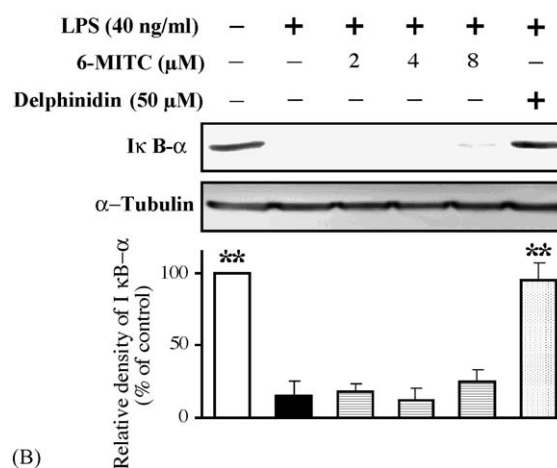 LPS (40 ng/ml) – + + + + +
6-MITC (μM) – – 2 4 8 –
Delphinidin (50 μM) – – – – – +
Iκ B-α
α–Tubulin
Relative density of I κB–α
(% of control)
100
50
0
** **
(B)